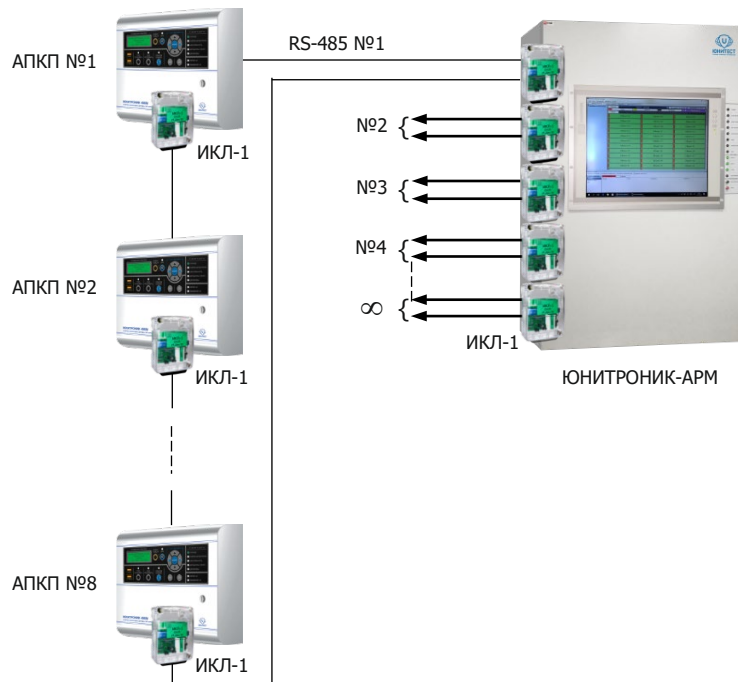 АПКП №1
RS-485 №1
ЮНИТЕСТ
ИКЛ-1
№2
№3
№4
∞
АПКП №2
ИКЛ-1
ИКЛ-1
ЮНИТРОНИК-АРМ
АПКП №8
ИКЛ-1